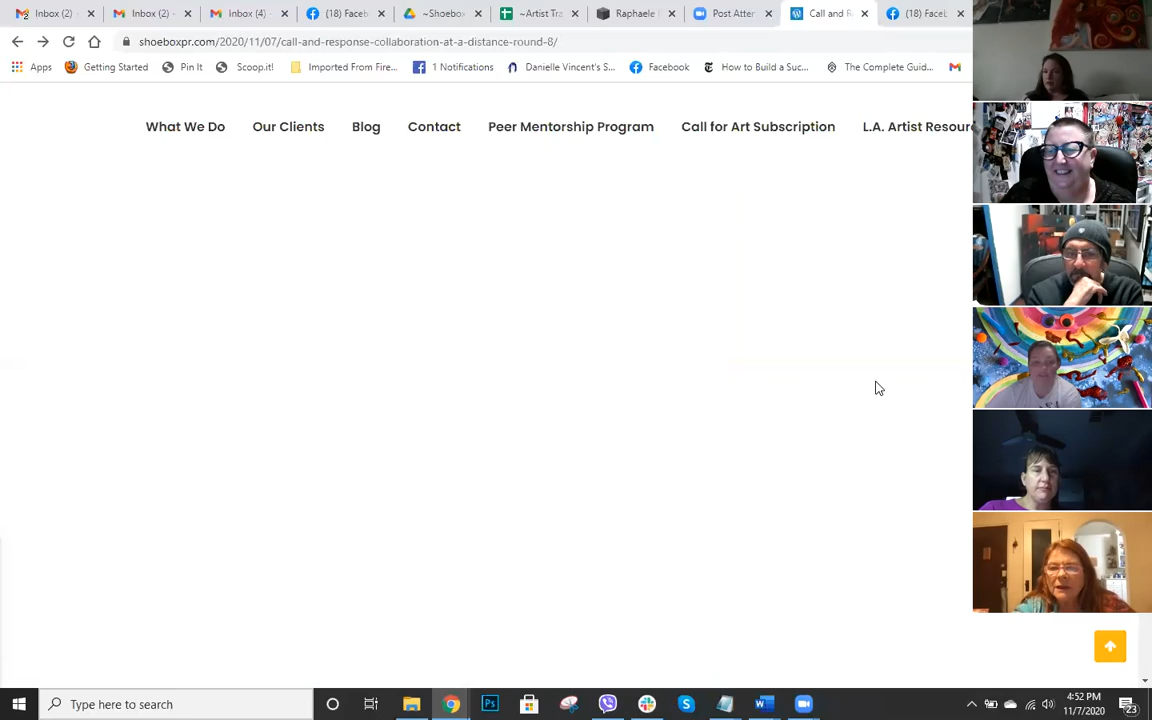 Inbox (2) -
Inbox (2) -
Inbox (4) -
(18) Faceb
~Shoebox
~Artist Tra
Raphaele
Post Atten
Call and R
(18) Faceb
shoeboxpr.com/2020/11/07/call-and-response-collaboration-at-a-distance-round-8/
Apps
Getting Started
Pin It
Scoop.it!
Imported From Fire...
1 Notifications
Danielle Vincent's S...
Facebook
How to Build a Suc...
The Complete Guid...
What We Do
Our Clients
Blog
Contact
Peer Mentorship Program
Call for Art Subscription
L.A. Artist Resourc
Type here to search
Ps
4:52 PM
11/7/2020
23